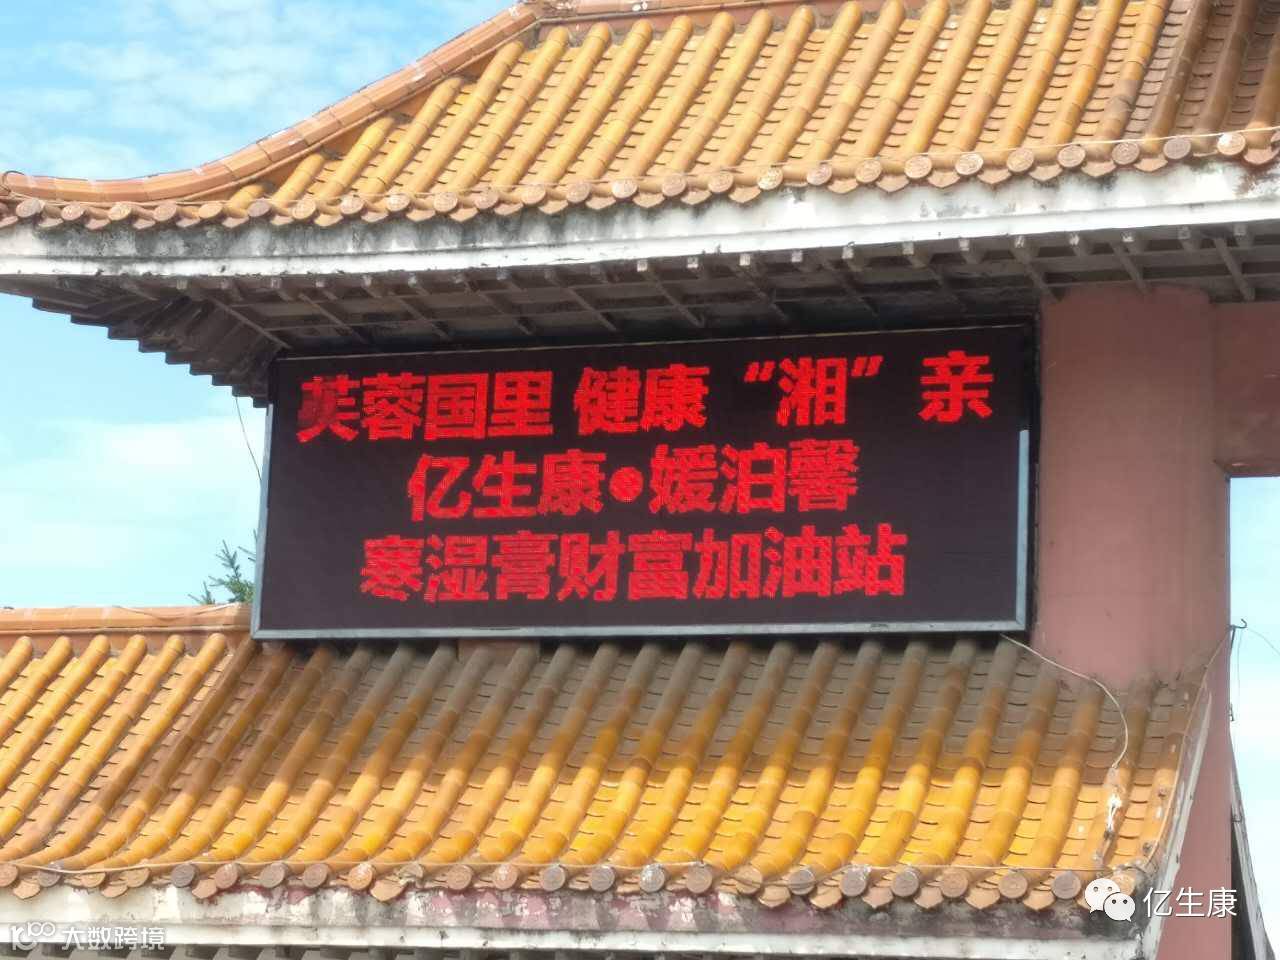 芙蓉国里 健康“湘”亲
亿生康●媛泊馨
寒湿膏财富加油站
亿生康
100 大数跨境